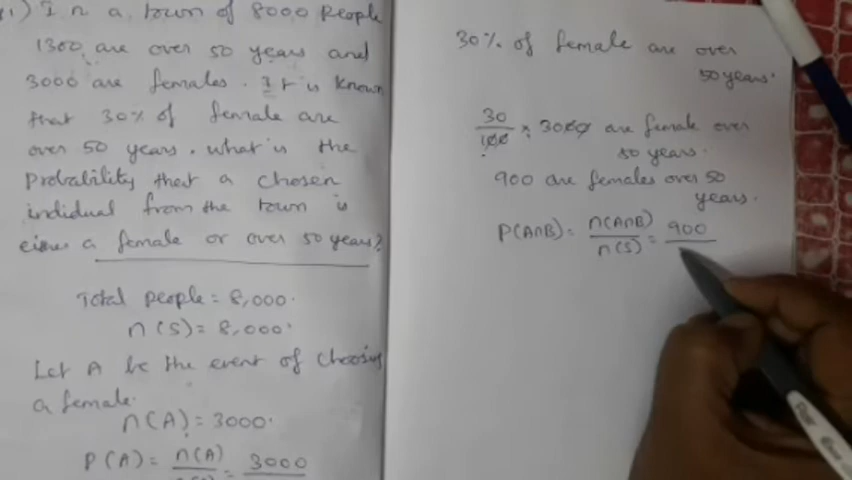 1) In a town of 8000 people
1300 are over 50 years and
3000 are females. It is known
that 30% of female are
over 50 years. What is the
Probability that a chosen
indidual from the town is
either a female or over 50 years?
Total people = 8,000.
n(S) = 8,000.
Let A be the event of choosing
a female.
n(A) = 3000.
P(A) = n(A) = 3000
30% of female are over
50 years.
30/100 × 3000 are female over
50 years.
900 are females over 50
years.
P(A∩B) = n(A∩B)/n(S) = 900